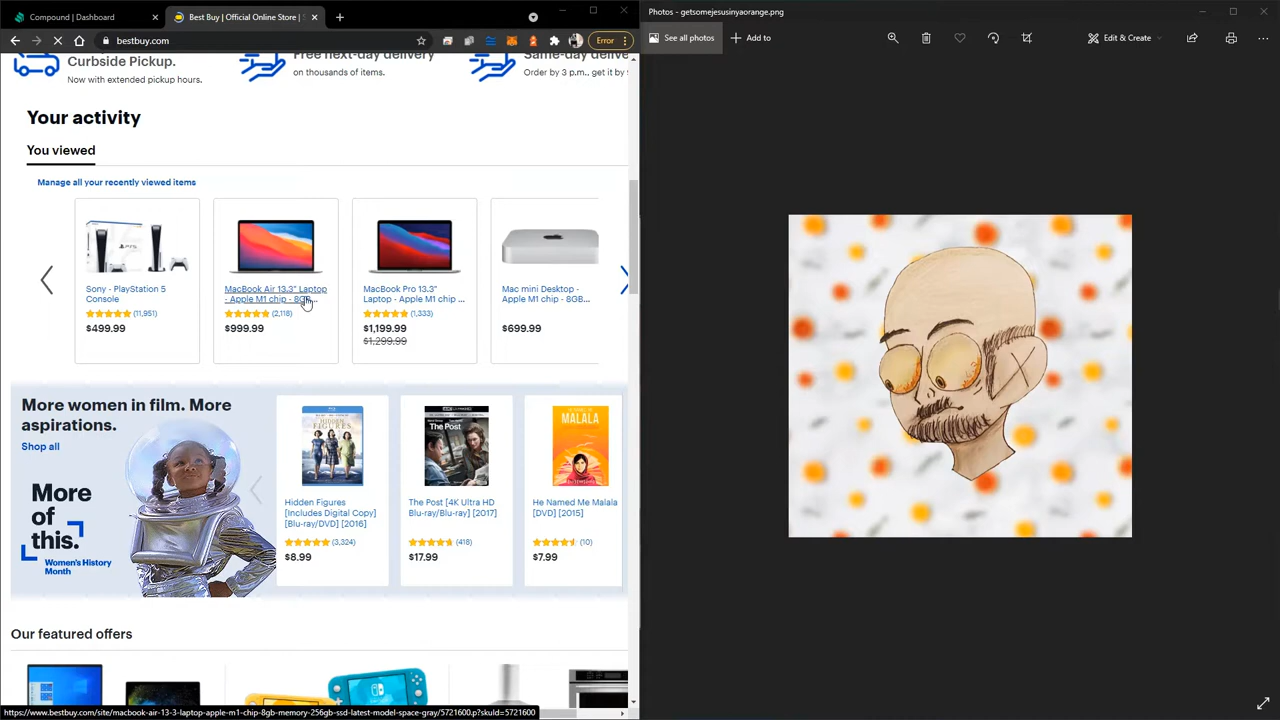 Compound | Dashboard
Best Buy | Official Online Store | S
bestbuy.com
Error
Curbside Pickup.
Now with extended pickup hours.
Free next-day delivery
on thousands of items.
Same-day delive
Order by 3 p.m., get it by
Your activity
You viewed
Manage all your recently viewed items
Sony - PlayStation 5
Console
(11,951)
$499.99
MacBook Air 13.3" Laptop
- Apple M1 chip - 8GB...
(2,118)
$999.99
MacBook Pro 13.3"
Laptop - Apple M1 chip ...
(1,333)
$1,199.99
$1,299.99
Mac mini Desktop -
Apple M1 chip - 8GB...
$699.99
More women in film. More
aspirations.
Shop all
More
of
this.
Women's History
Month
HIDDEN FIGURES
Hidden Figures
[Includes Digital Copy]
[Blu-ray/DVD] [2016]
(3,324)
$8.99
The Post
The Post [4K Ultra HD
Blu-ray/Blu-ray] [2017]
(418)
$17.99
MALALA
He Named Me Malala
[DVD] [2015]
(10)
$7.99
Our featured offers
https://www.bestbuy.com/site/macbook-air-13-3-laptop-apple-m1-chip-8gb-memory-256gb-ssd-latest-model-space-gray/5721600.p?skuId=5721600
Photos - getsomejesusinyaorange.png
See all photos
Add to
Edit & Create